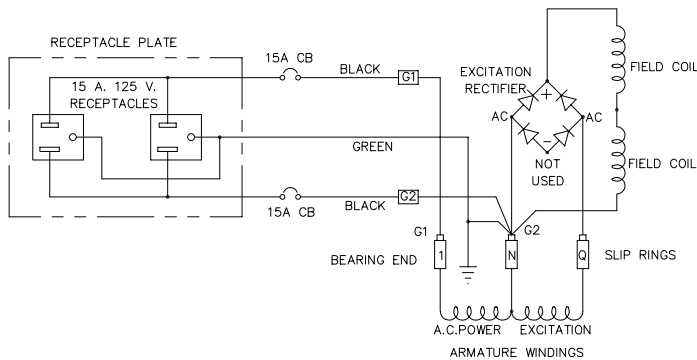 RECEPTACLE PLATE
15 A. 125 V.
RECEPTACLES
15A CB
BLACK
G1
GREEN
15A CB
BLACK
G2
EXCITATION
RECTIFIER
+
AC
AC
-
NOT
USED
FIELD COIL
FIELD COIL
G1
G2
BEARING END
1
N
Q
SLIP RINGS
A.C.POWER
EXCITATION
ARMATURE WINDINGS